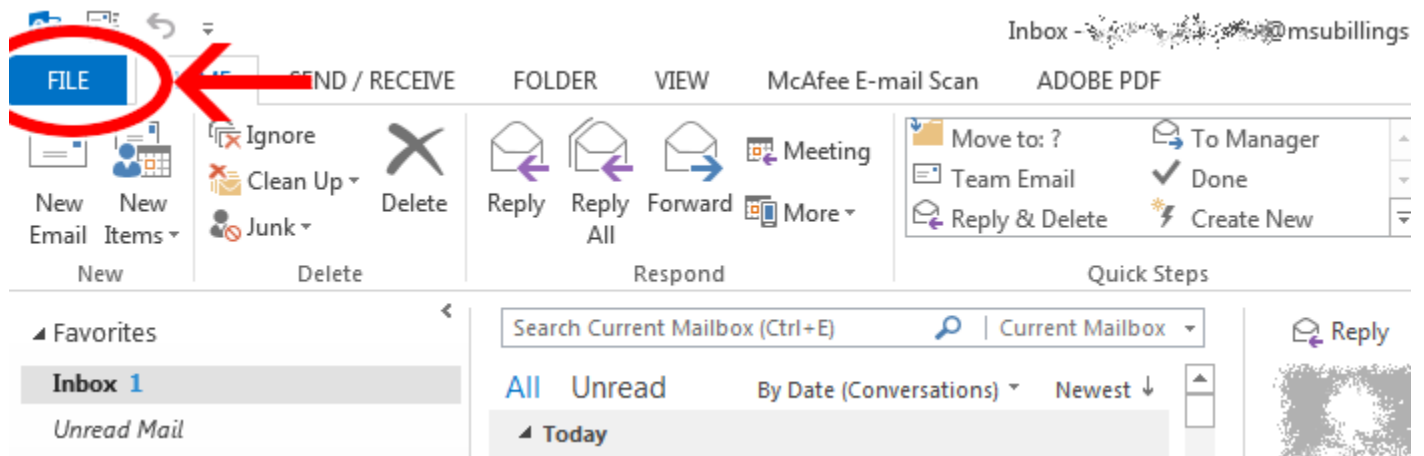 Inbox - @msubillings
FILE SEND / RECEIVE FOLDER VIEW McAfee E-mail Scan ADOBE PDF
New Email
New Items
New
Ignore
Clean Up
Junk
Delete
Delete
Reply
Reply All
Forward
Meeting
More
Respond
Move to: ?
Team Email
Reply & Delete
To Manager
Done
Create New
Quick Steps
Favorites
Inbox 1
Unread Mail
Search Current Mailbox (Ctrl+E) Current Mailbox
All Unread By Date (Conversations) Newest ↓
Today
Reply